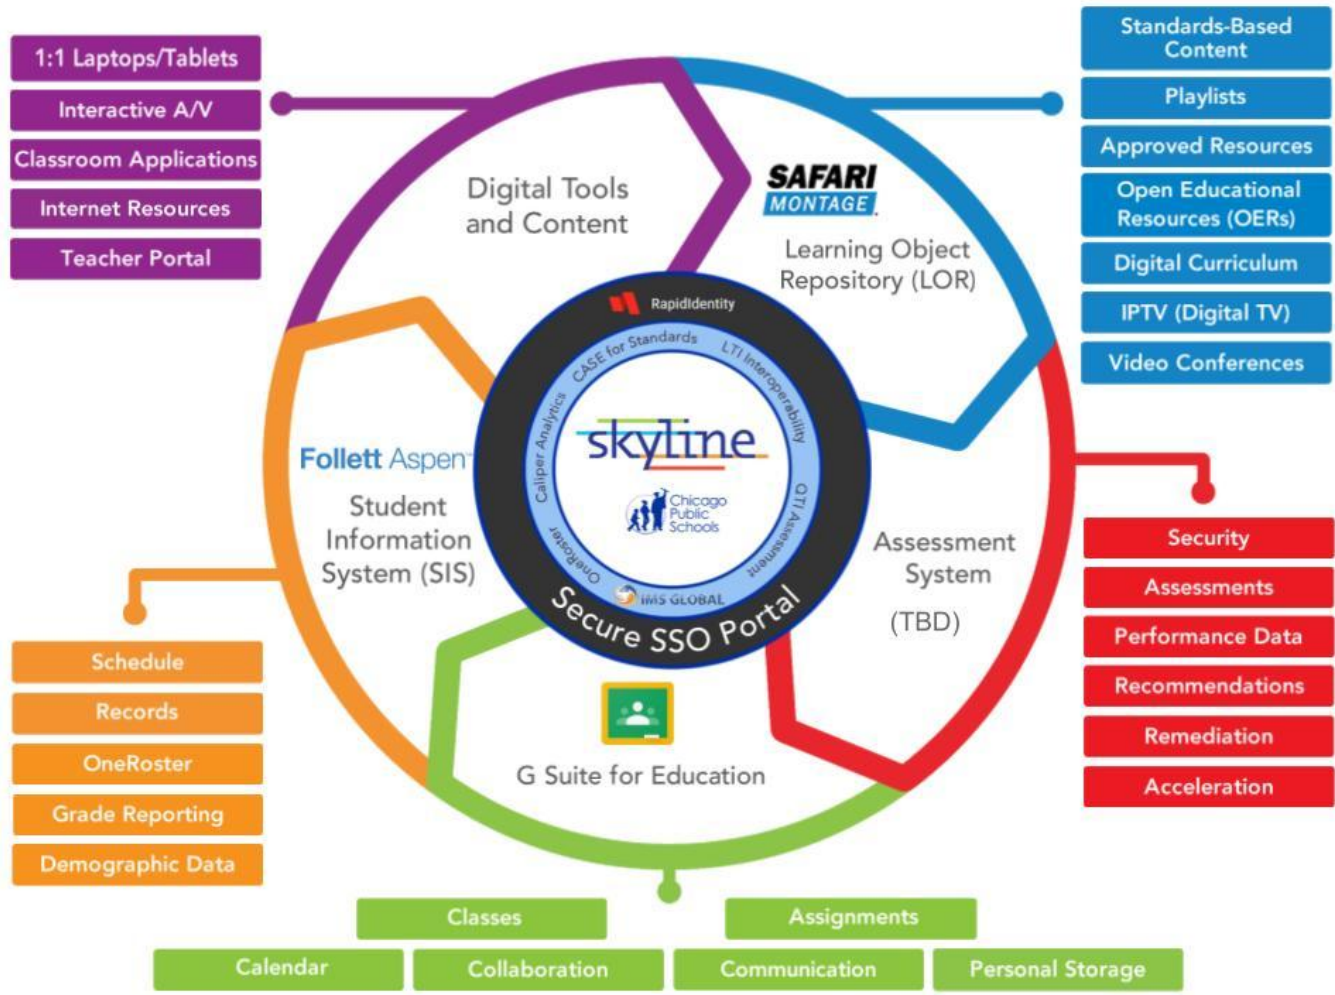 1:1 Laptops/Tablets
Interactive A/V
Classroom Applications
Internet Resources
Teacher Portal
Digital Tools
and Content
SAFARI
MONTAGE
Learning Object
Repository (LOR)
Standards-Based
Content
Playlists
Approved Resources
Open Educational
Resources (OERs)
Digital Curriculum
IPTV (Digital TV)
Video Conferences
RapidIdentity
CASE for Standards
LTI Interoperability
Caliper Analytics
QTI Assessment
OneRoster
IMS GLOBAL
Secure SSO Portal
skyline
Chicago
Public
Schools
Follett Aspen
Student
Information
System (SIS)
Assessment
System
(TBD)
Security
Assessments
Performance Data
Recommendations
Remediation
Acceleration
Schedule
Records
OneRoster
Grade Reporting
Demographic Data
G Suite for Education
Classes
Assignments
Calendar
Collaboration
Communication
Personal Storage